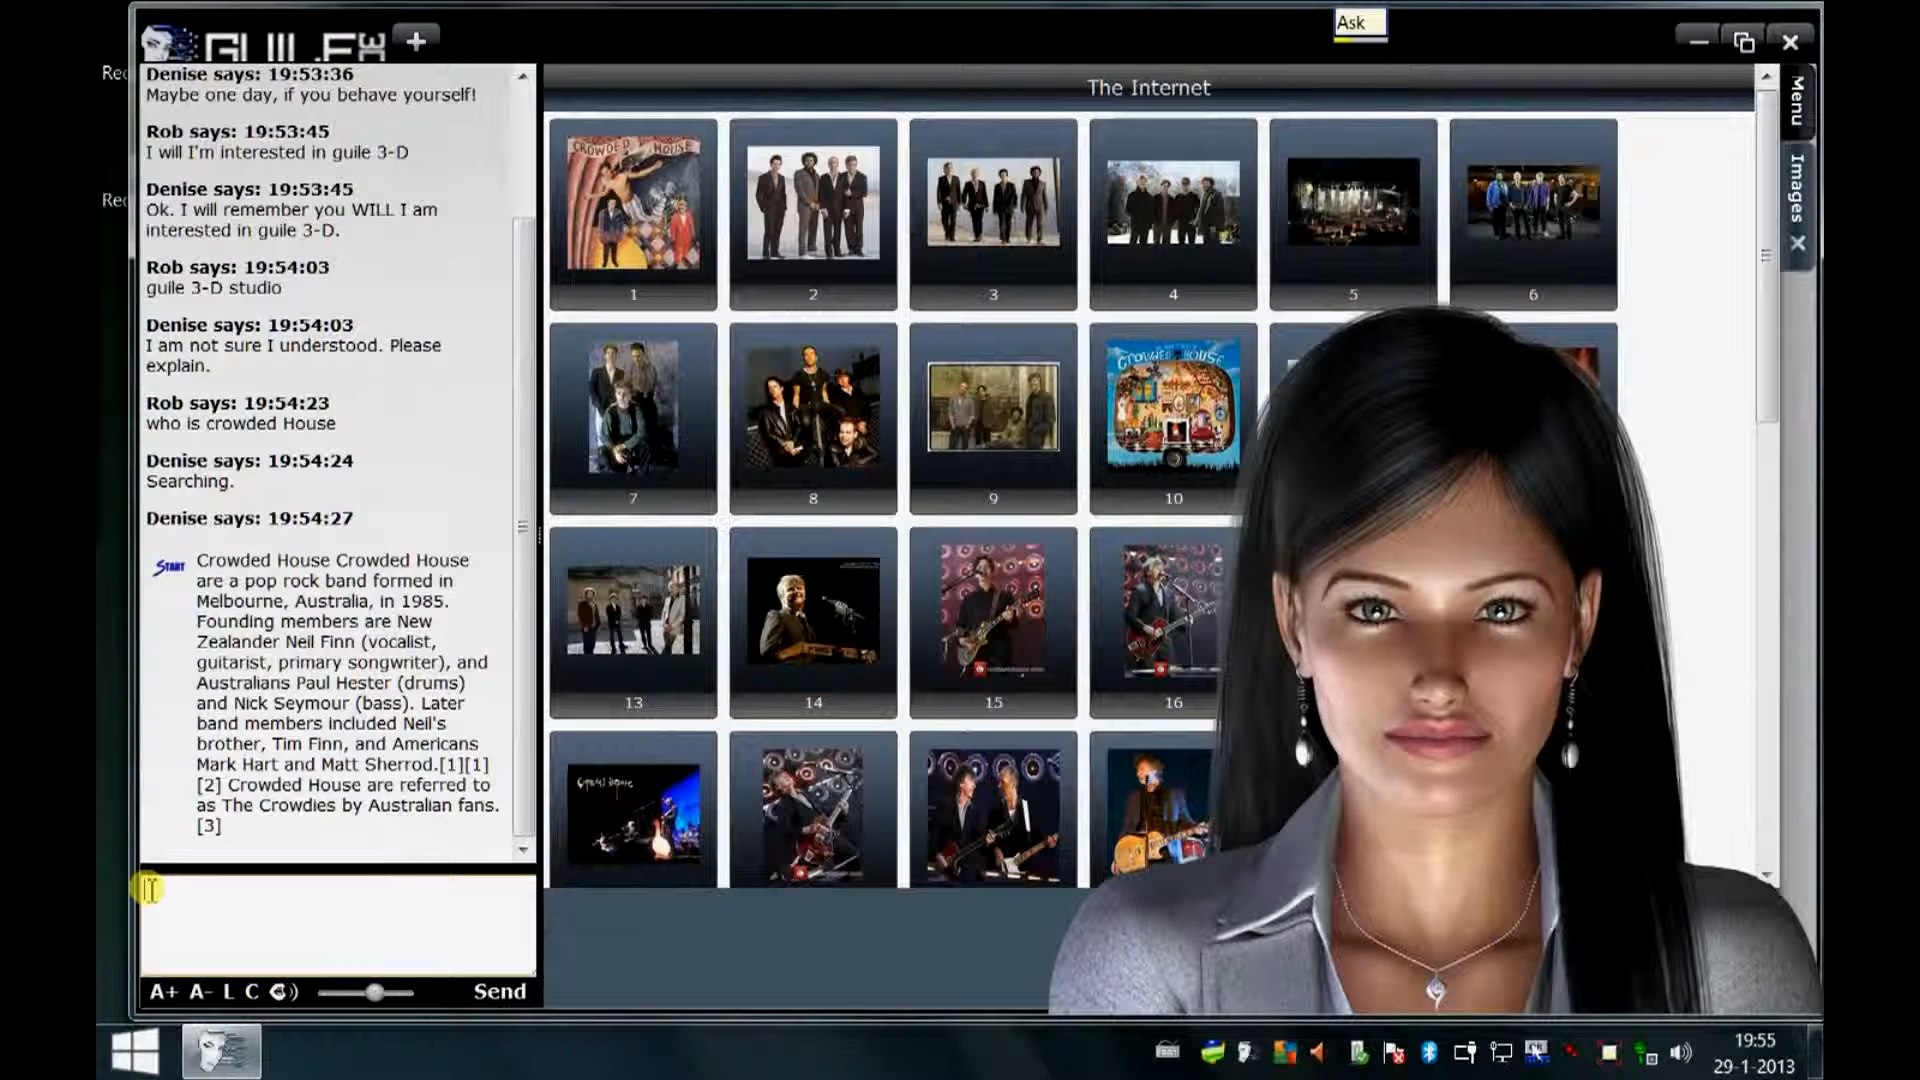 GUILE
Ask
Rec
Denise says: 19:53:36
Maybe one day, if you behave yourself!
Rob says: 19:53:45
I will I'm interested in guile 3-D
Denise says: 19:53:45
Ok. I will remember you WILL I am
interested in guile 3-D.
Rec
Rob says: 19:54:03
guile 3-D studio
Denise says: 19:54:03
I am not sure I understood. Please
explain.
Rob says: 19:54:23
who is crowded House
Denise says: 19:54:24
Searching.
Denise says: 19:54:27
START
Crowded House Crowded House
are a pop rock band formed in
Melbourne, Australia, in 1985.
Founding members are New
Zealander Neil Finn (vocalist,
guitarist, primary songwriter), and
Australians Paul Hester (drums)
and Nick Seymour (bass). Later
band members included Neil's
brother, Tim Finn, and Americans
Mark Hart and Matt Sherrod.[1][1]
[2] Crowded House are referred to
as The Crowdies by Australian fans.
[3]
A+ A- L C
Send
The Internet
Menu
Images
CROWDED HOUSE
1 2 3 4 5 6
CROWDED HOUSE
7 8 9 10
13 14 15 16
19:55
29-1-2013